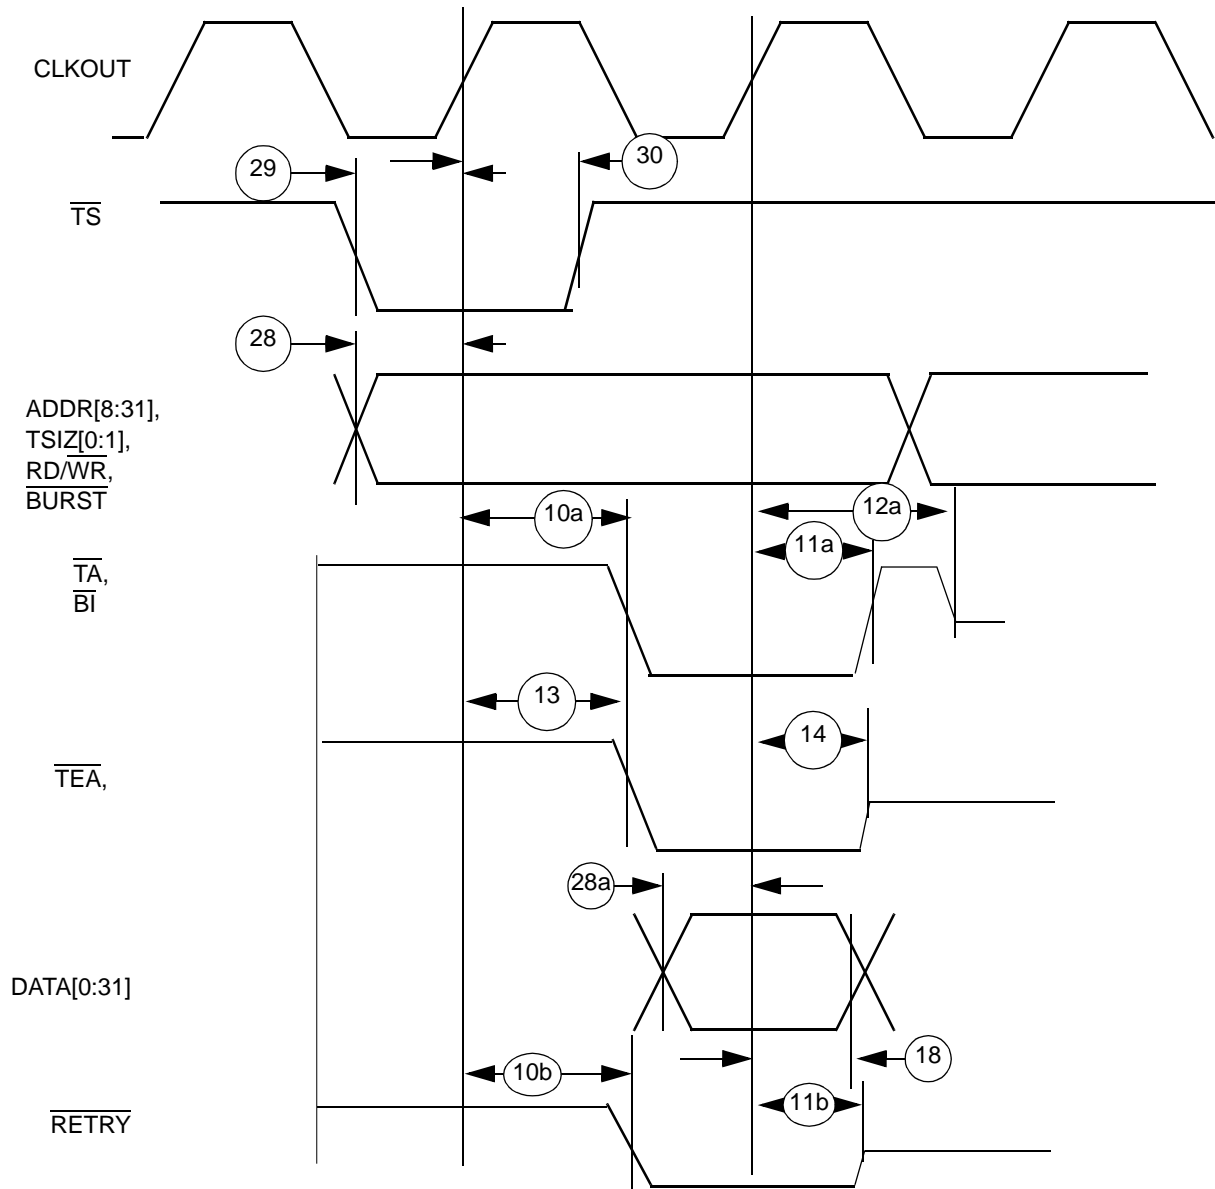 CLKOUT
29
30
TS
28
ADDR[8:31],
TSIZ[0:1],
RD/WR,
BURST
10a
12a
11a
TA,
BI
13
14
TEA,
28a
DATA[0:31]
18
10b
11b
RETRY